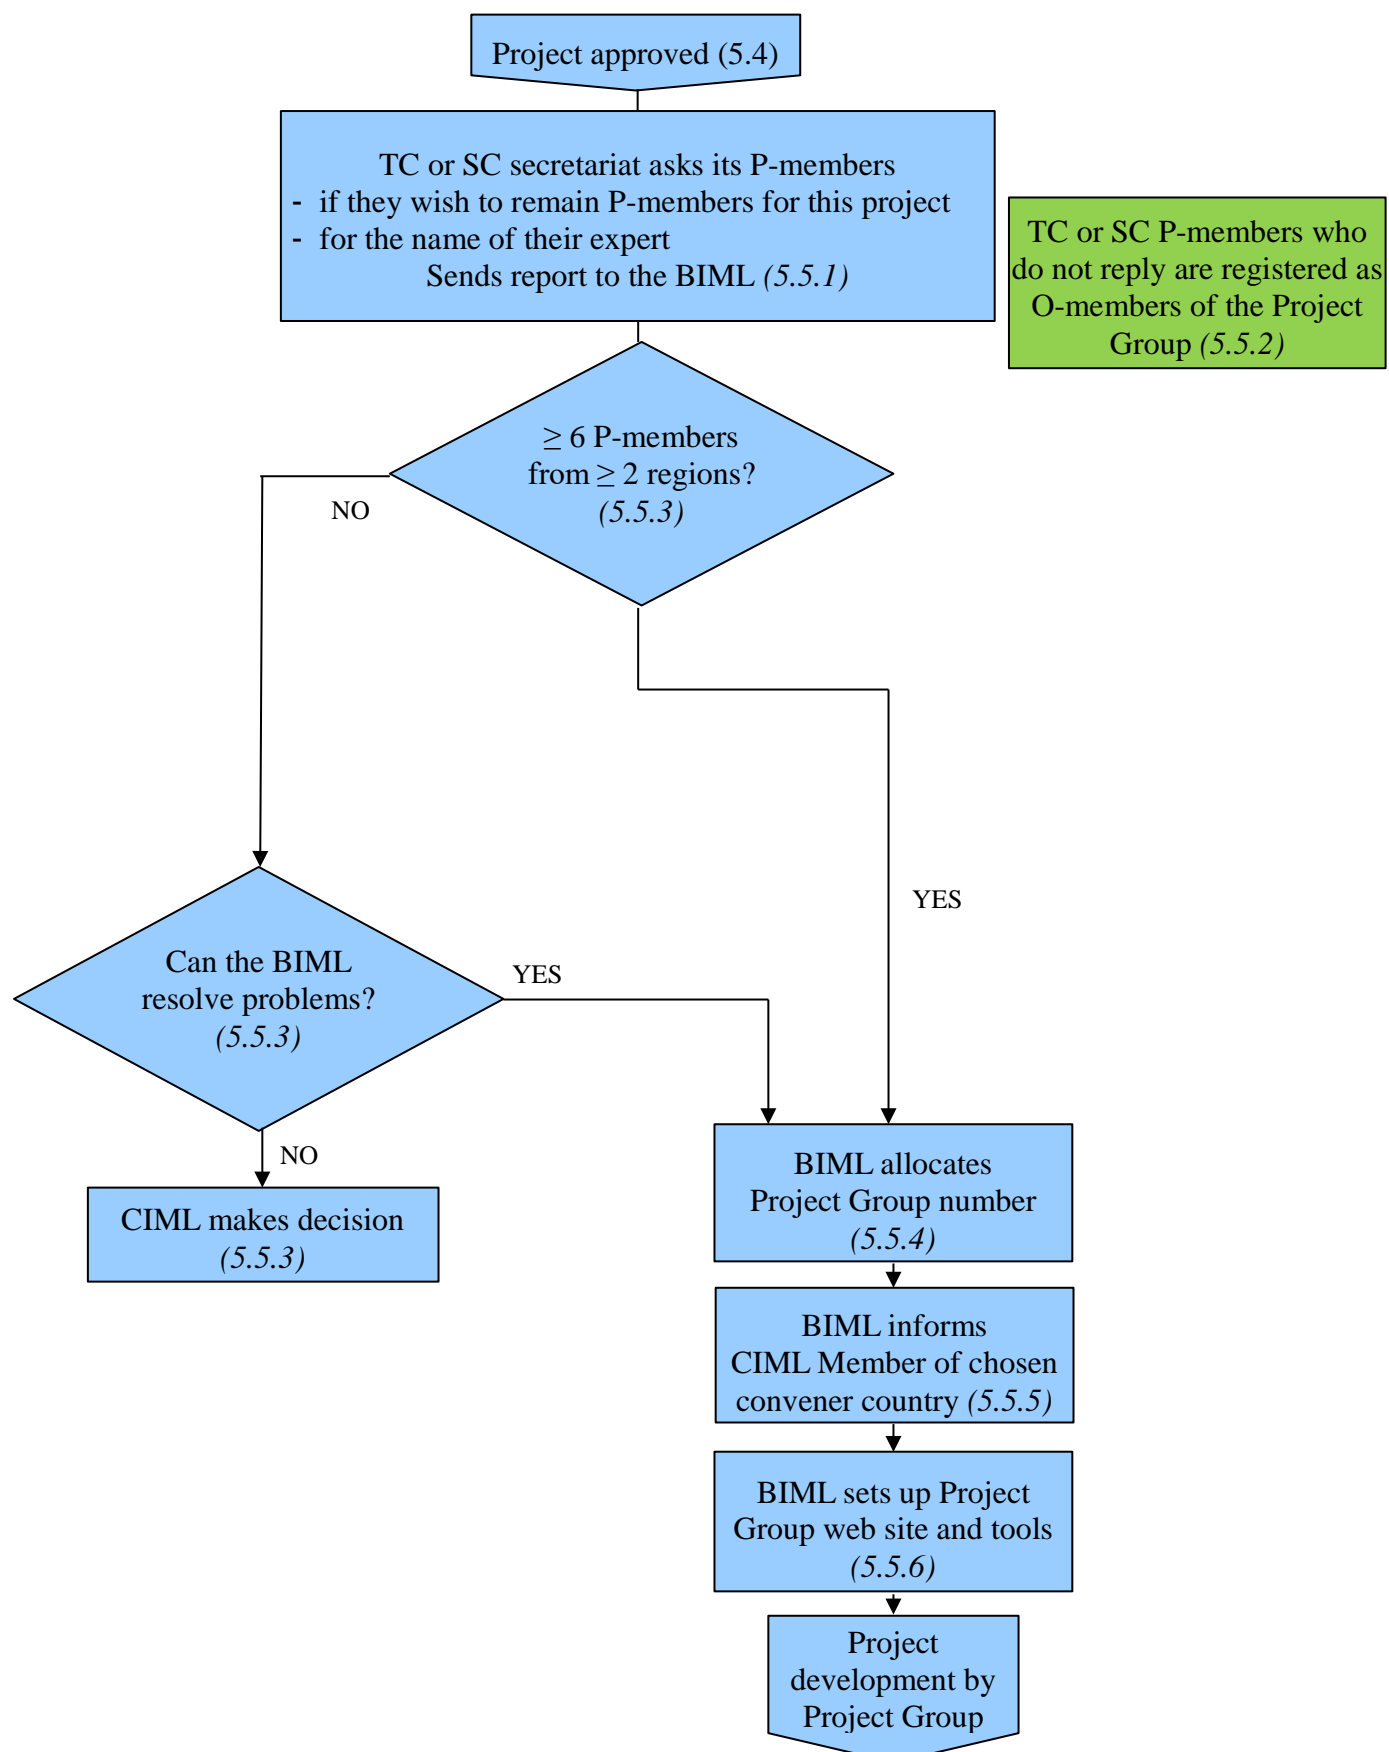 Project approved (5.4)
TC or SC secretariat asks its P-members
- if they wish to remain P-members for this project
- for the name of their expert
Sends report to the BIML (5.5.1)
TC or SC P-members who
do not reply are registered as
O-members of the Project
Group (5.5.2)
≥ 6 P-members
from ≥ 2 regions?
(5.5.3)
NO
YES
Can the BIML
resolve problems?
(5.5.3)
YES
NO
CIML makes decision
(5.5.3)
BIML allocates
Project Group number
(5.5.4)
BIML informs
CIML Member of chosen
convener country (5.5.5)
BIML sets up Project
Group web site and tools
(5.5.6)
Project
development by
Project Group